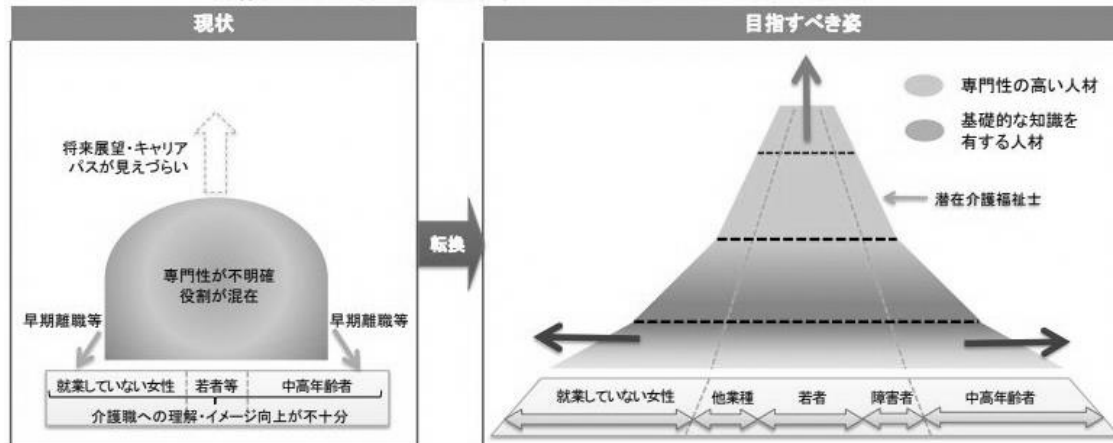 現状
将来展望・キャリア
パスが見えづらい
専門性が不明確
役割が混在
早期離職等
早期離職等
就業していない女性
若者等
中高年齢者
介護職への理解・イメージ向上が不十分
転換
目指すべき姿
専門性の高い人材
基礎的な知識を
有する人材
潜在介護福祉士
就業していない女性
他業種
若者
障害者
中高年齢者